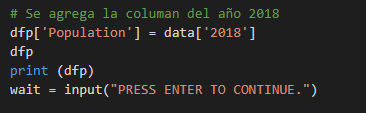 # Se agrega la columan del año 2018
dfp['Population'] = data['2018']
dfp
print (dfp)
wait = input("PRESS ENTER TO CONTINUE.")